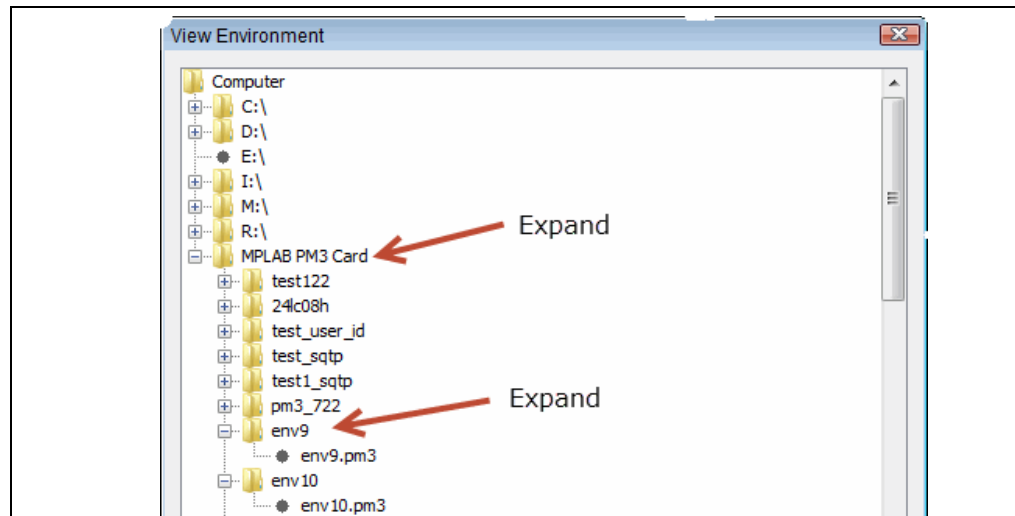 View Environment
Computer
C:\
D:\
E:\
I:\
M:\
R:\
Expand
MPLAB PM3 Card
test122
24lc08h
test_user_id
test_sqtp
test1_sqtp
pm3_722
Expand
env9
env9.pm3
env10
env10.pm3